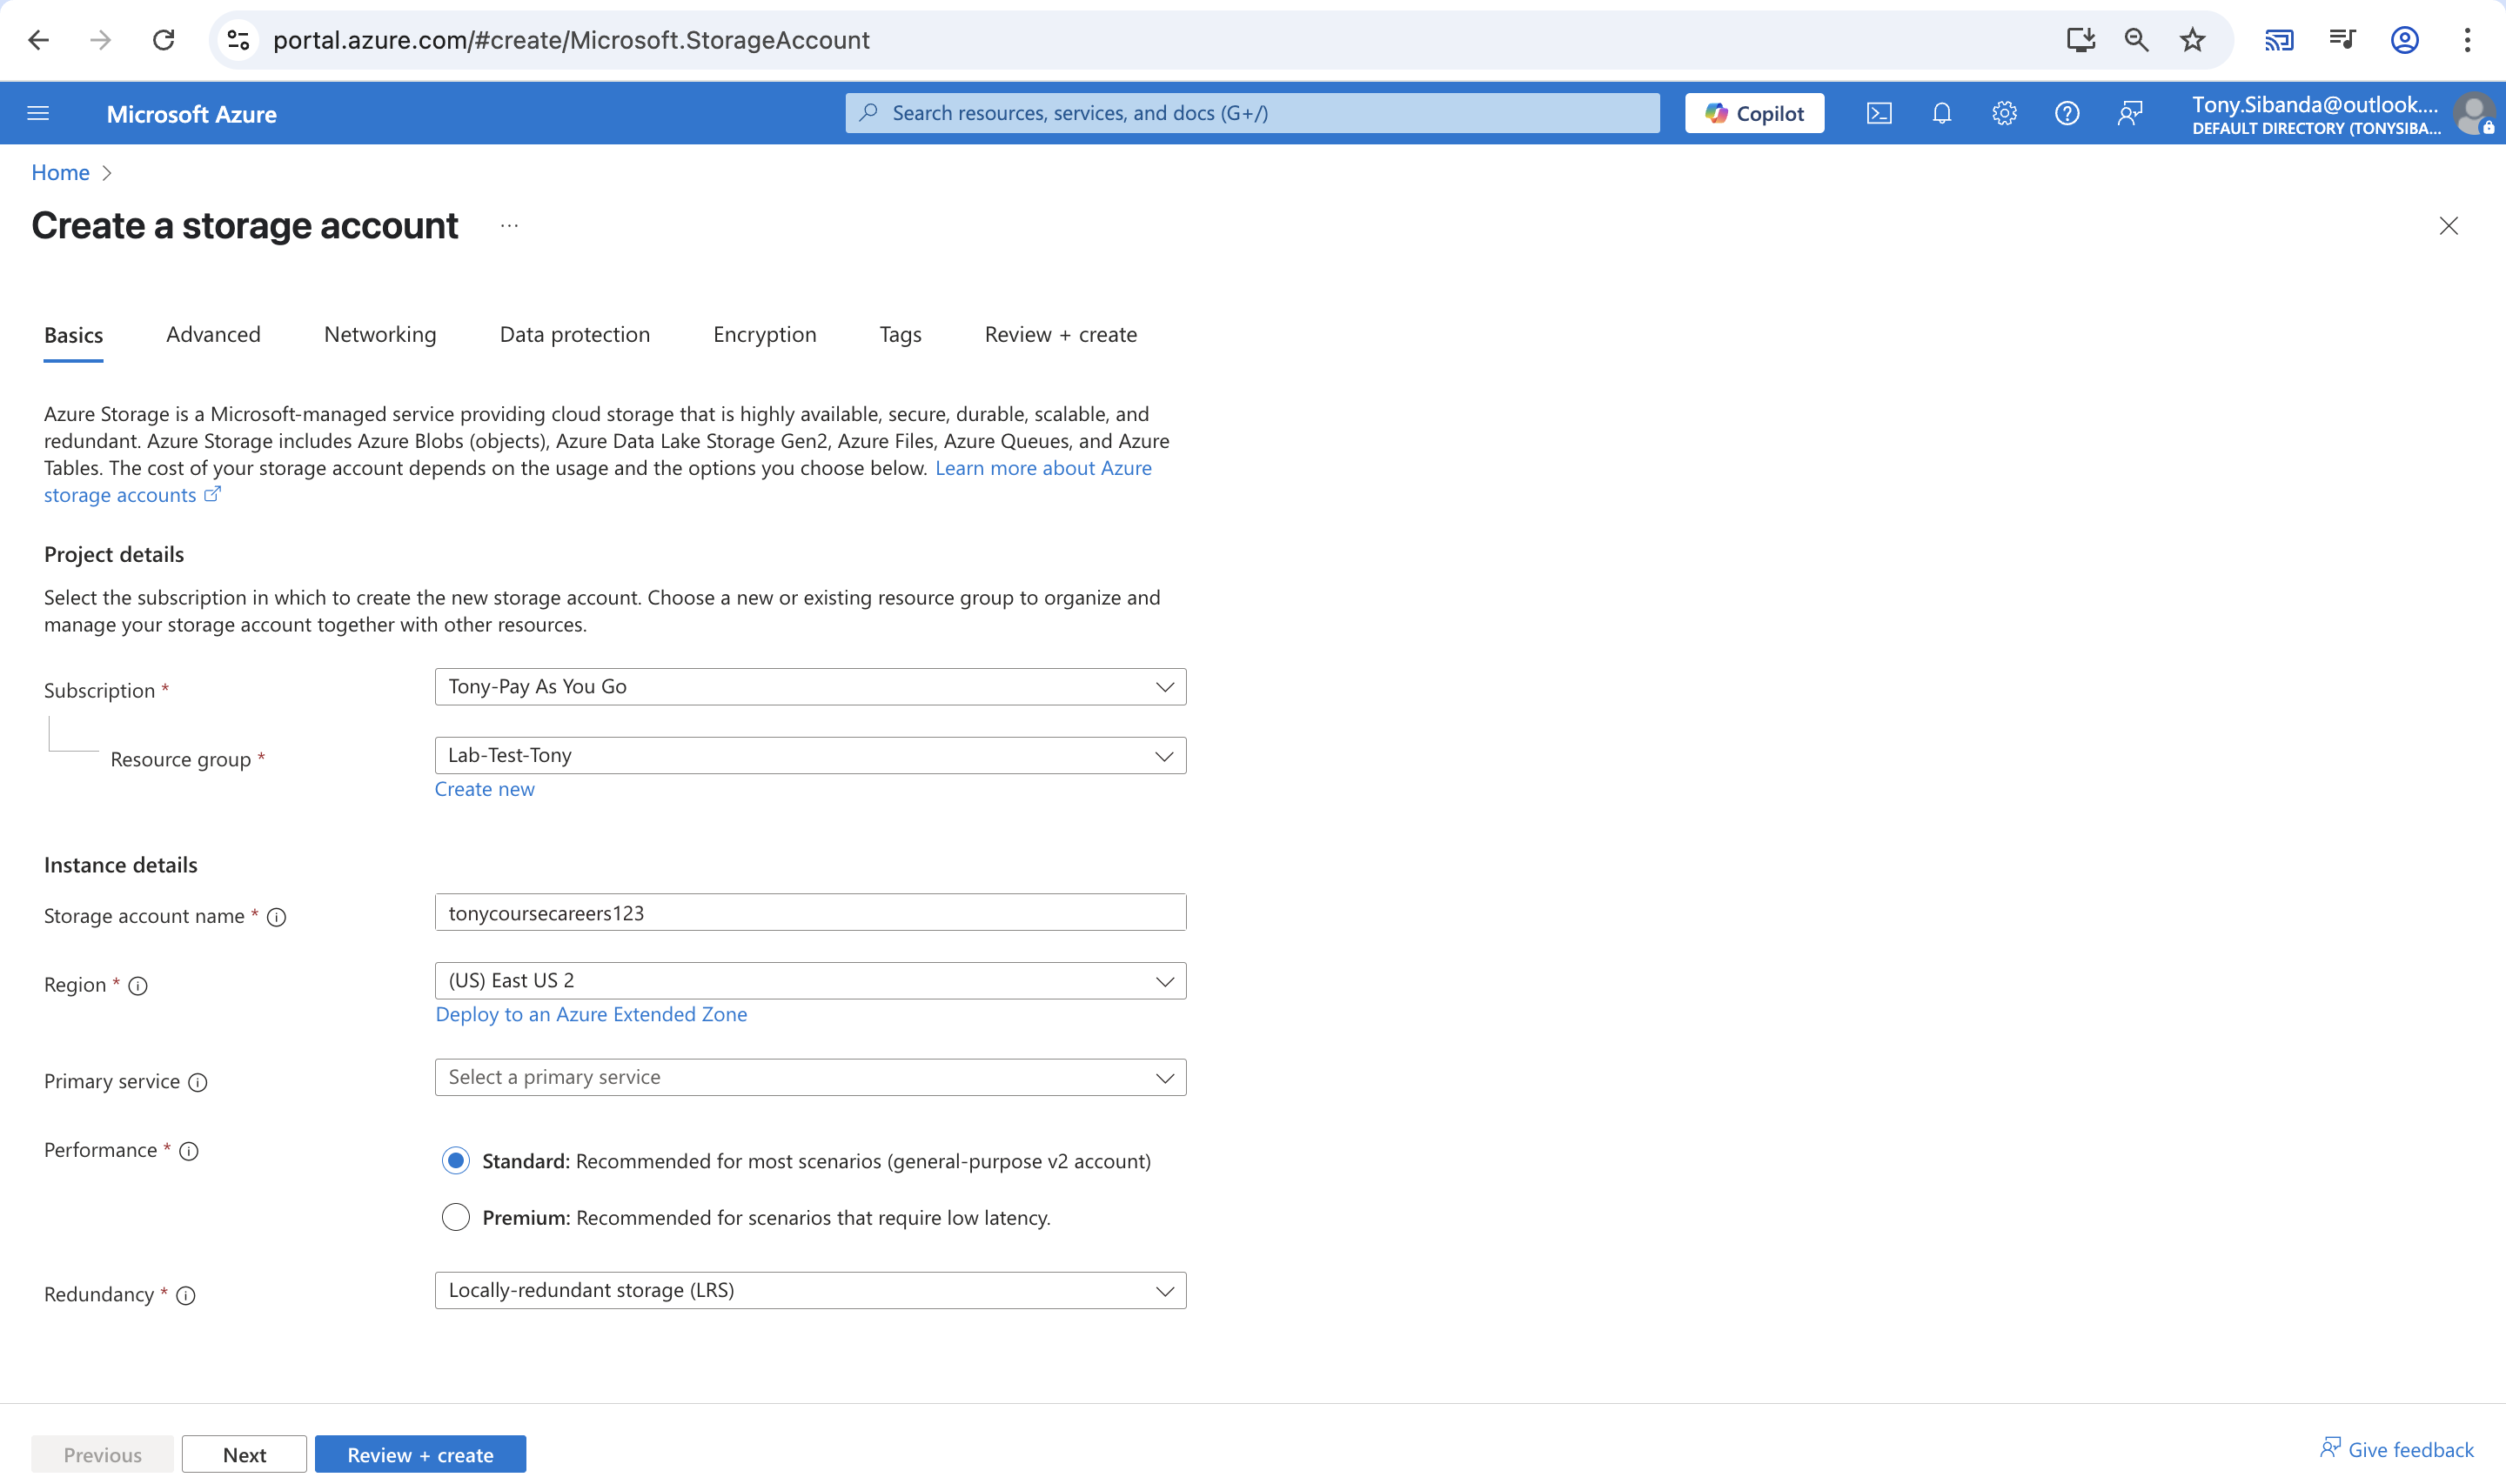 portal.azure.com/#create/Microsoft.StorageAccount
Microsoft Azure
Search resources, services, and docs (G+/)
Copilot
Tony.Sibanda@outlook....
DEFAULT DIRECTORY (TONYSIBA...
Home
Create a storage account
...
Basics
Advanced
Networking
Data protection
Encryption
Tags
Review + create
Azure Storage is a Microsoft-managed service providing cloud storage that is highly available, secure, durable, scalable, and
redundant. Azure Storage includes Azure Blobs (objects), Azure Data Lake Storage Gen2, Azure Files, Azure Queues, and Azure
Tables. The cost of your storage account depends on the usage and the options you choose below. Learn more about Azure
storage accounts
Project details
Select the subscription in which to create the new storage account. Choose a new or existing resource group to organize and
manage your storage account together with other resources.
Subscription *
Tony-Pay As You Go
Resource group *
Lab-Test-Tony
Create new
Instance details
Storage account name *
tonycoursecareers123
Region *
(US) East US 2
Deploy to an Azure Extended Zone
Primary service
Select a primary service
Performance *
Standard: Recommended for most scenarios (general-purpose v2 account)
Premium: Recommended for scenarios that require low latency.
Redundancy *
Locally-redundant storage (LRS)
Previous
Next
Review + create
Give feedback